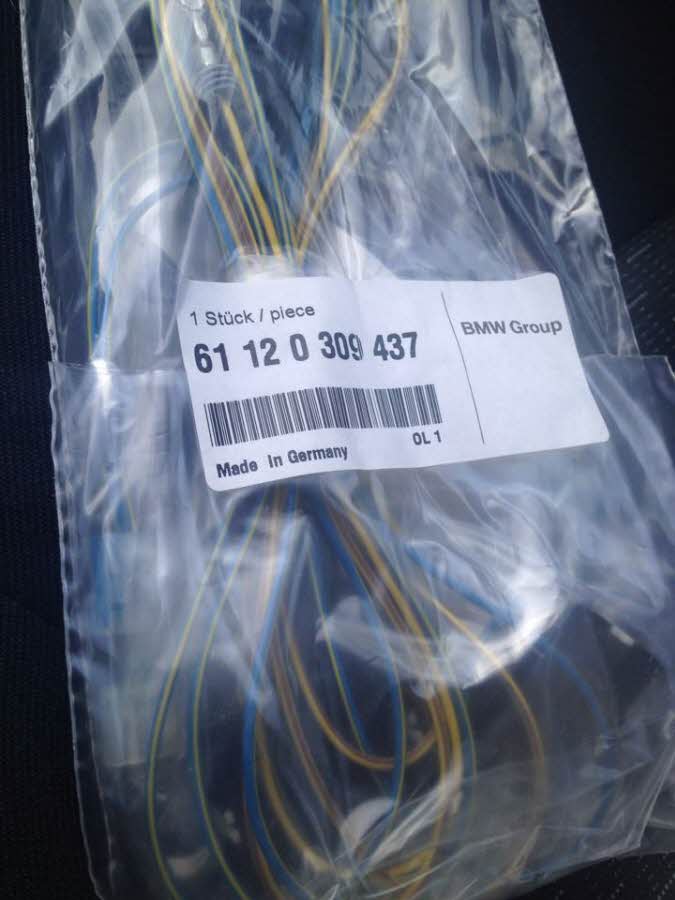 1 Stück / piece
61 12 0 309 437
BMW Group
OL 1
Made In Germany